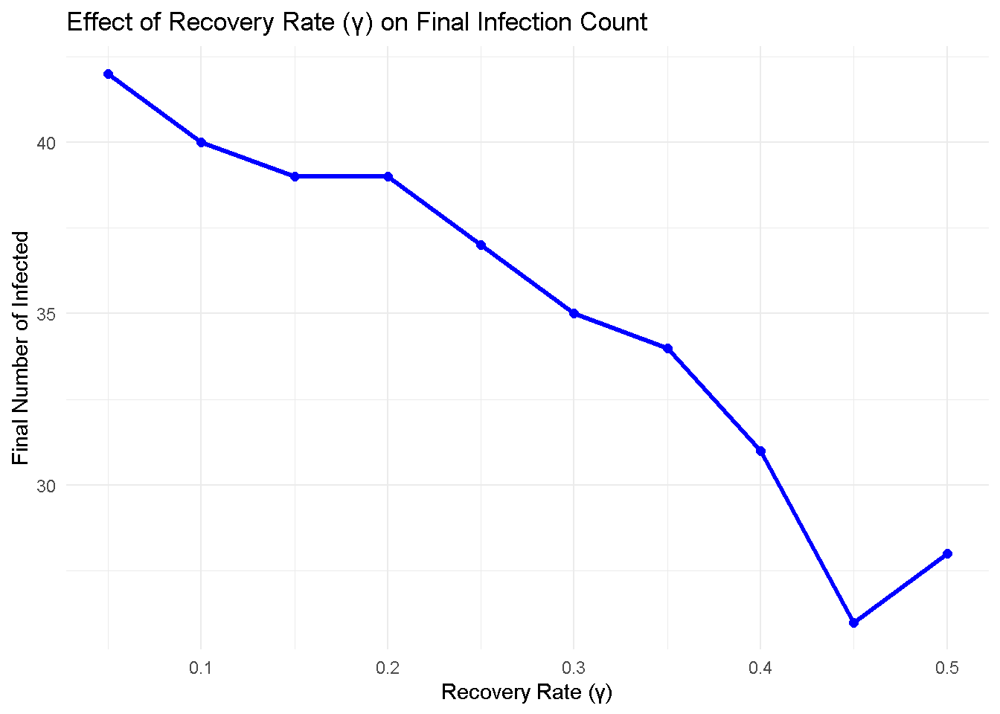 Effect of Recovery Rate (γ) on Final Infection Count
Final Number of Infected
40
35
30
0.1
0.2
0.3
0.4
0.5
Recovery Rate (γ)